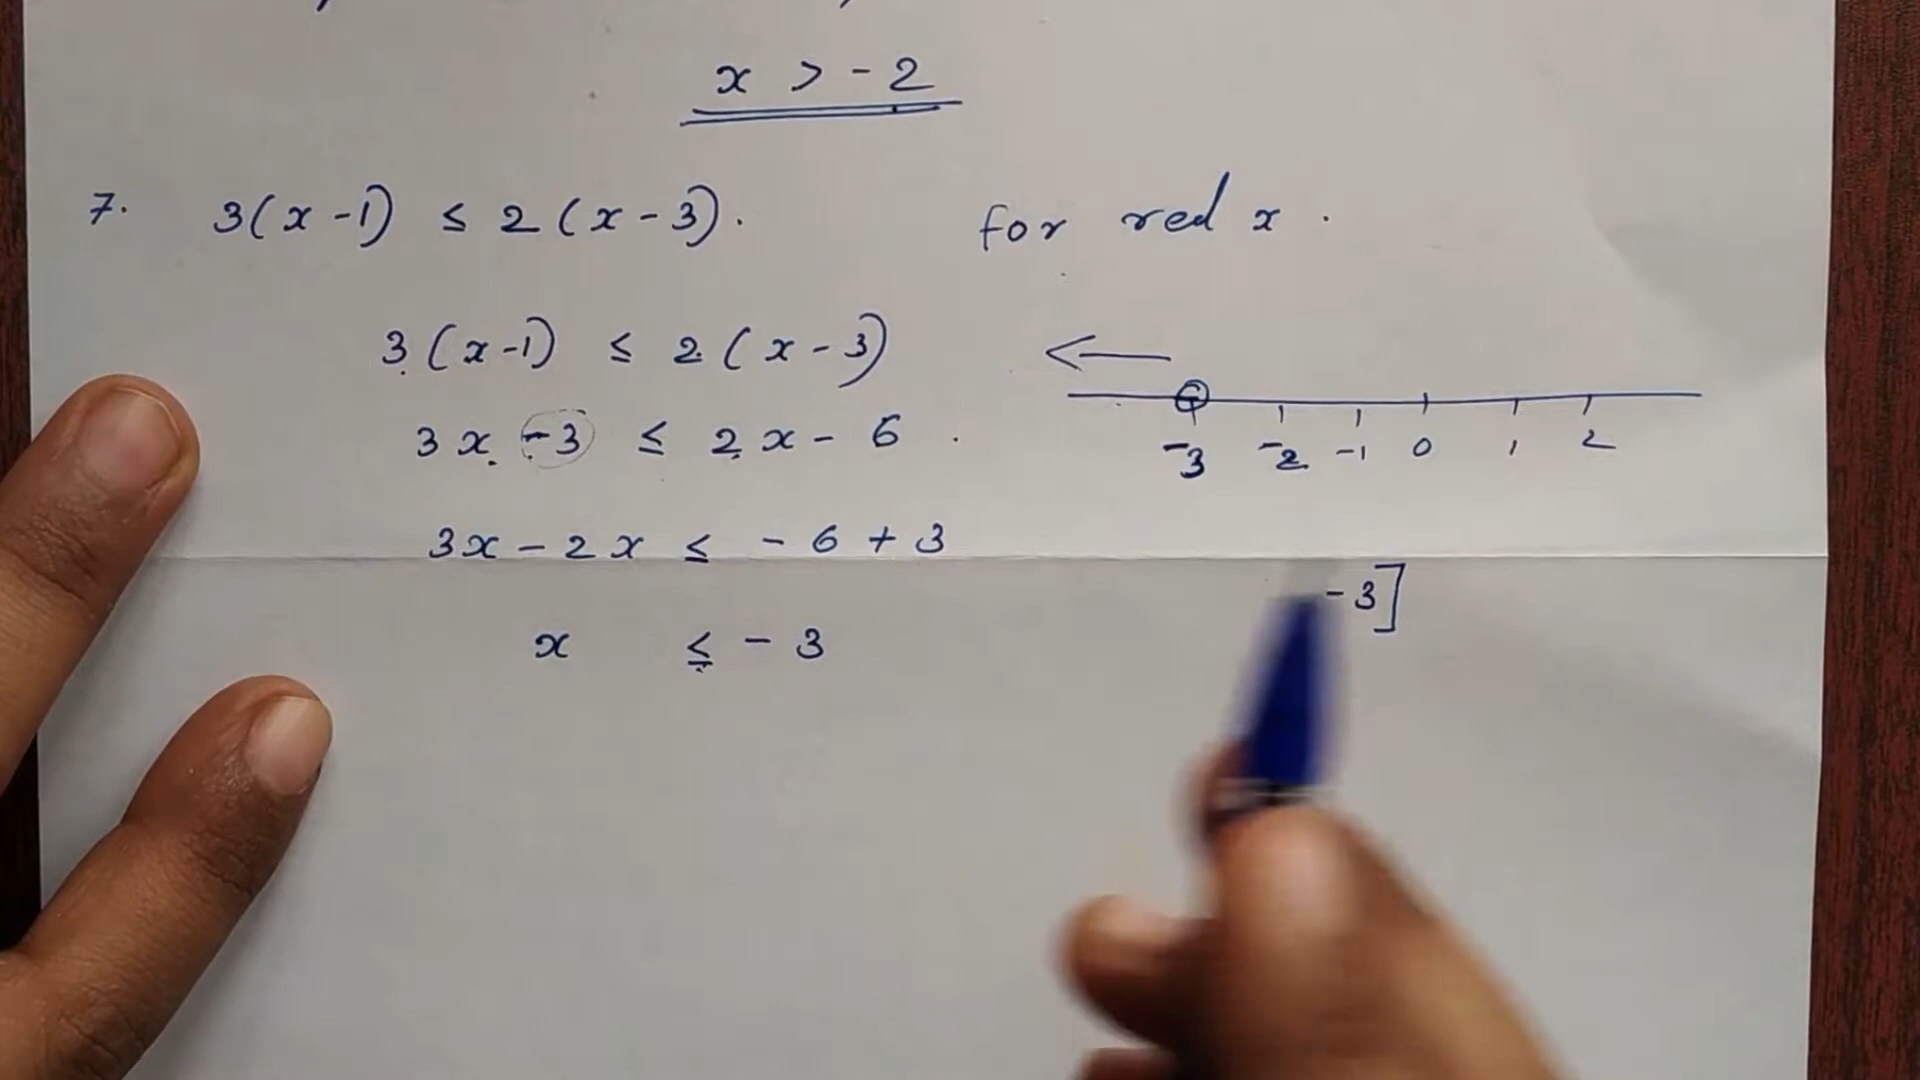 x > -2
7. 3(x-1) ≤ 2(x-3). for real x.
3(x-1) ≤ 2(x-3)
3x -3 ≤ 2x - 6.
-3 -2 -1 0 1 2
3x - 2x ≤ -6 + 3
-3]
x ≤ -3